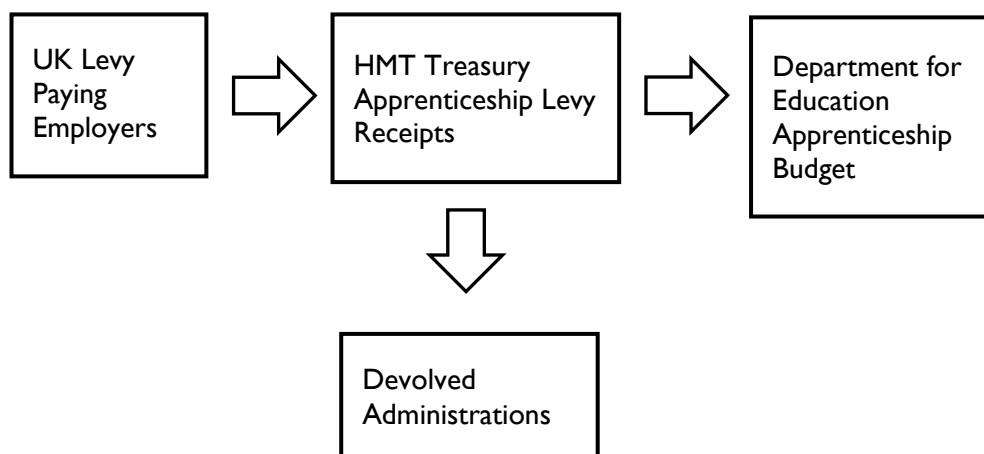 UK Levy
Paying
Employers
HMT Treasury
Apprenticeship Levy
Receipts
Department for
Education
Apprenticeship
Budget
Devolved
Administrations